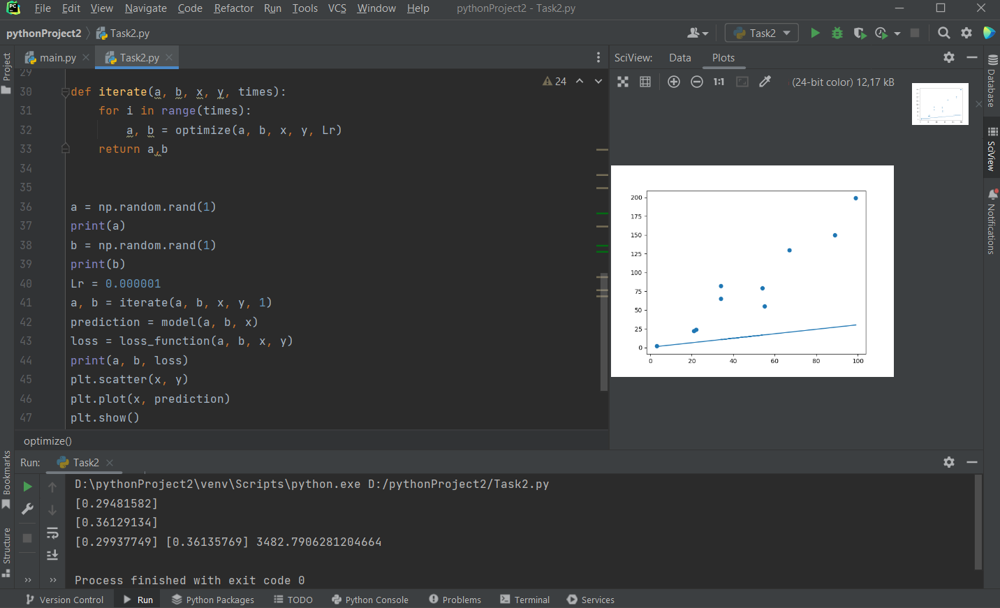 PC File Edit View Navigate Code Refactor Run Tools VCS Window Help pythonProject2 - Task2.py
pythonProject2 Task2.py Task2
main.py Task2.py
SciView: Data Plots
1:1 (24-bit color) 12,17 kB
24
29
30 def iterate(a, b, x, y, times):
31 for i in range(times):
32 a, b = optimize(a, b, x, y, Lr)
33 return a,b
34
35
36 a = np.random.rand(1)
37 print(a)
38 b = np.random.rand(1)
39 print(b)
40 Lr = 0.000001
41 a, b = iterate(a, b, x, y, 1)
42 prediction = model(a, b, x)
43 loss = loss_function(a, b, x, y)
44 print(a, b, loss)
45 plt.scatter(x, y)
46 plt.plot(x, prediction)
47 plt.show()
optimize()
200
175
150
125
100
75
50
25
0
0 20 40 60 80 100
Project
Bookmarks
Structure
Database
SciView
Notifications
Run: Task2
D:\pythonProject2\venv\Scripts\python.exe D:/pythonProject2/Task2.py
[0.29481582]
[0.36129134]
[0.29937749] [0.36135769] 3482.7906281204664
Process finished with exit code 0
Version Control Run Python Packages TODO Python Console Problems Terminal Services